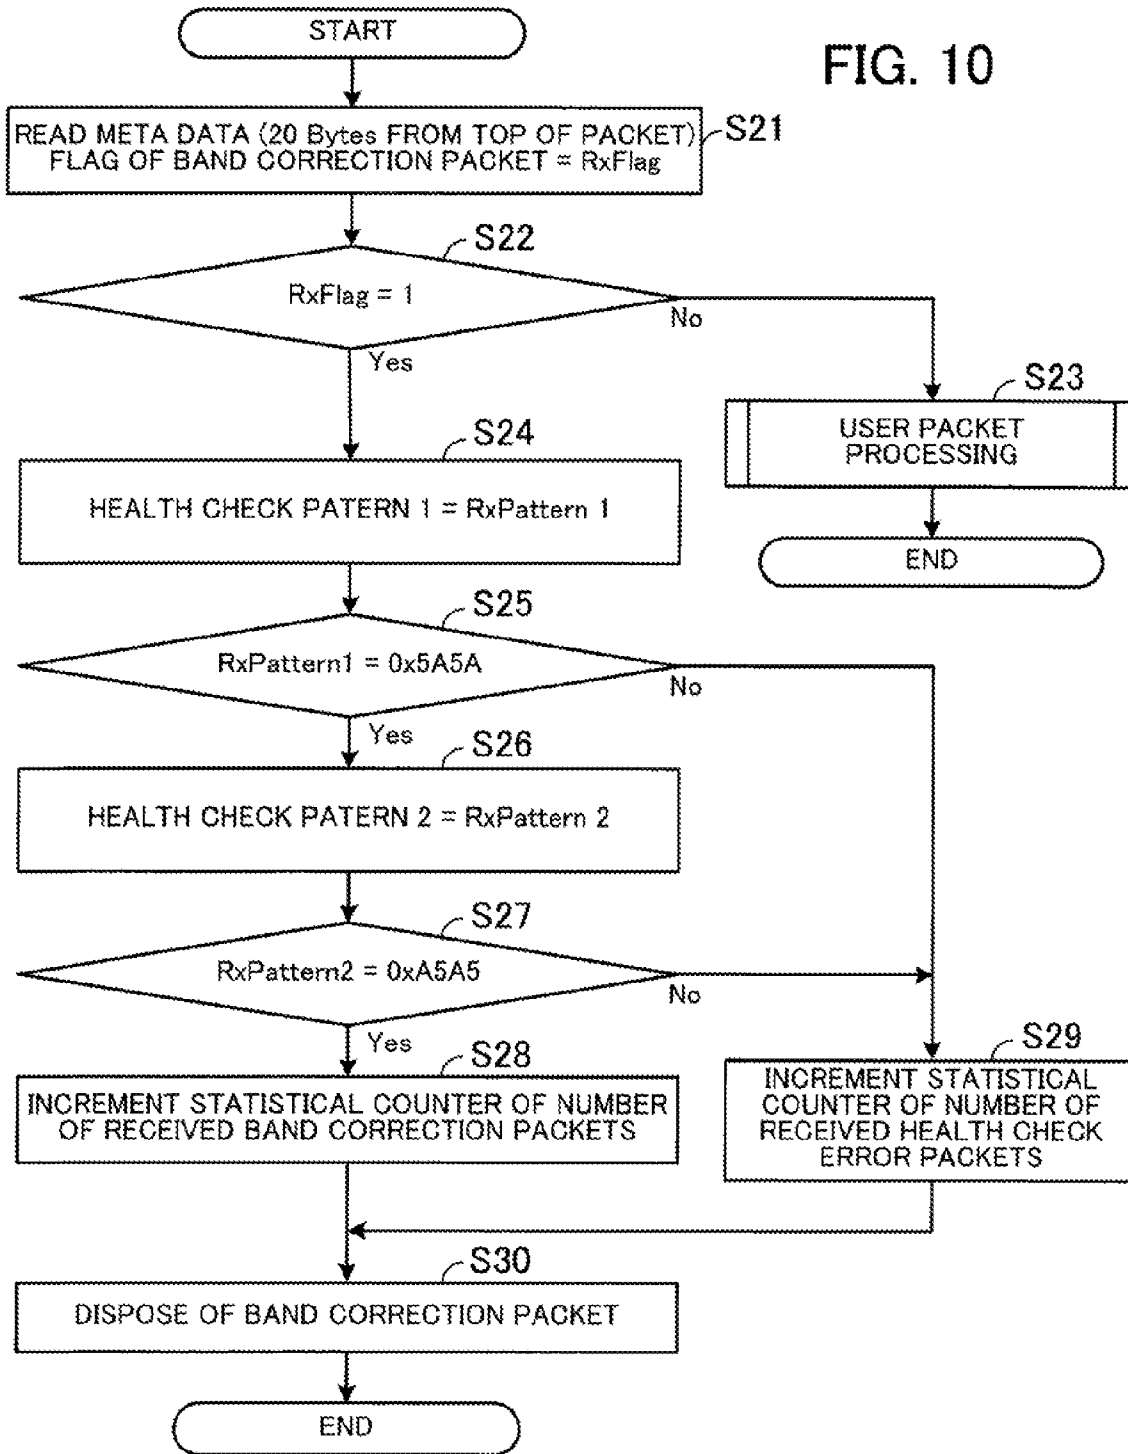 START
FIG. 10
READ META DATA (20 Bytes FROM TOP OF PACKET)
FLAG OF BAND CORRECTION PACKET = RxFlag
S21
S22
RxFlag = 1
No
Yes
S23
USER PACKET
PROCESSING
END
S24
HEALTH CHECK PATERN 1 = RxPattern 1
S25
RxPattern1 = 0x5A5A
No
Yes
S26
HEALTH CHECK PATERN 2 = RxPattern 2
S27
RxPattern2 = 0xA5A5
No
Yes
S28
INCREMENT STATISTICAL COUNTER OF NUMBER
OF RECEIVED BAND CORRECTION PACKETS
S29
INCREMENT STATISTICAL
COUNTER OF NUMBER OF
RECEIVED HEALTH CHECK
ERROR PACKETS
S30
DISPOSE OF BAND CORRECTION PACKET
END